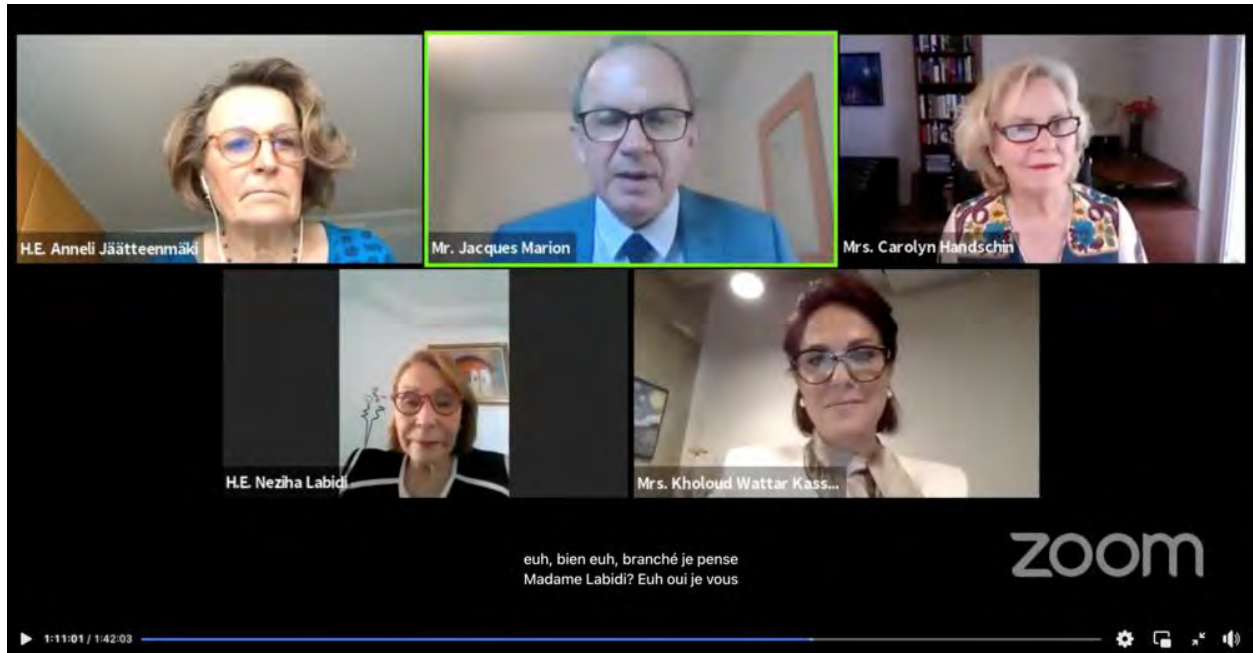 H.E. Anneli Jäätteenmäki
Mr. Jacques Marion
Mrs. Carolyn Handschin
H.E. Neziha Labidi
Mrs. Kholoud Wattar Kass...
euh, bien euh, branché je pense
Madame Labidi? Euh oui je vous
zoom
1:11:01 / 1:42:03